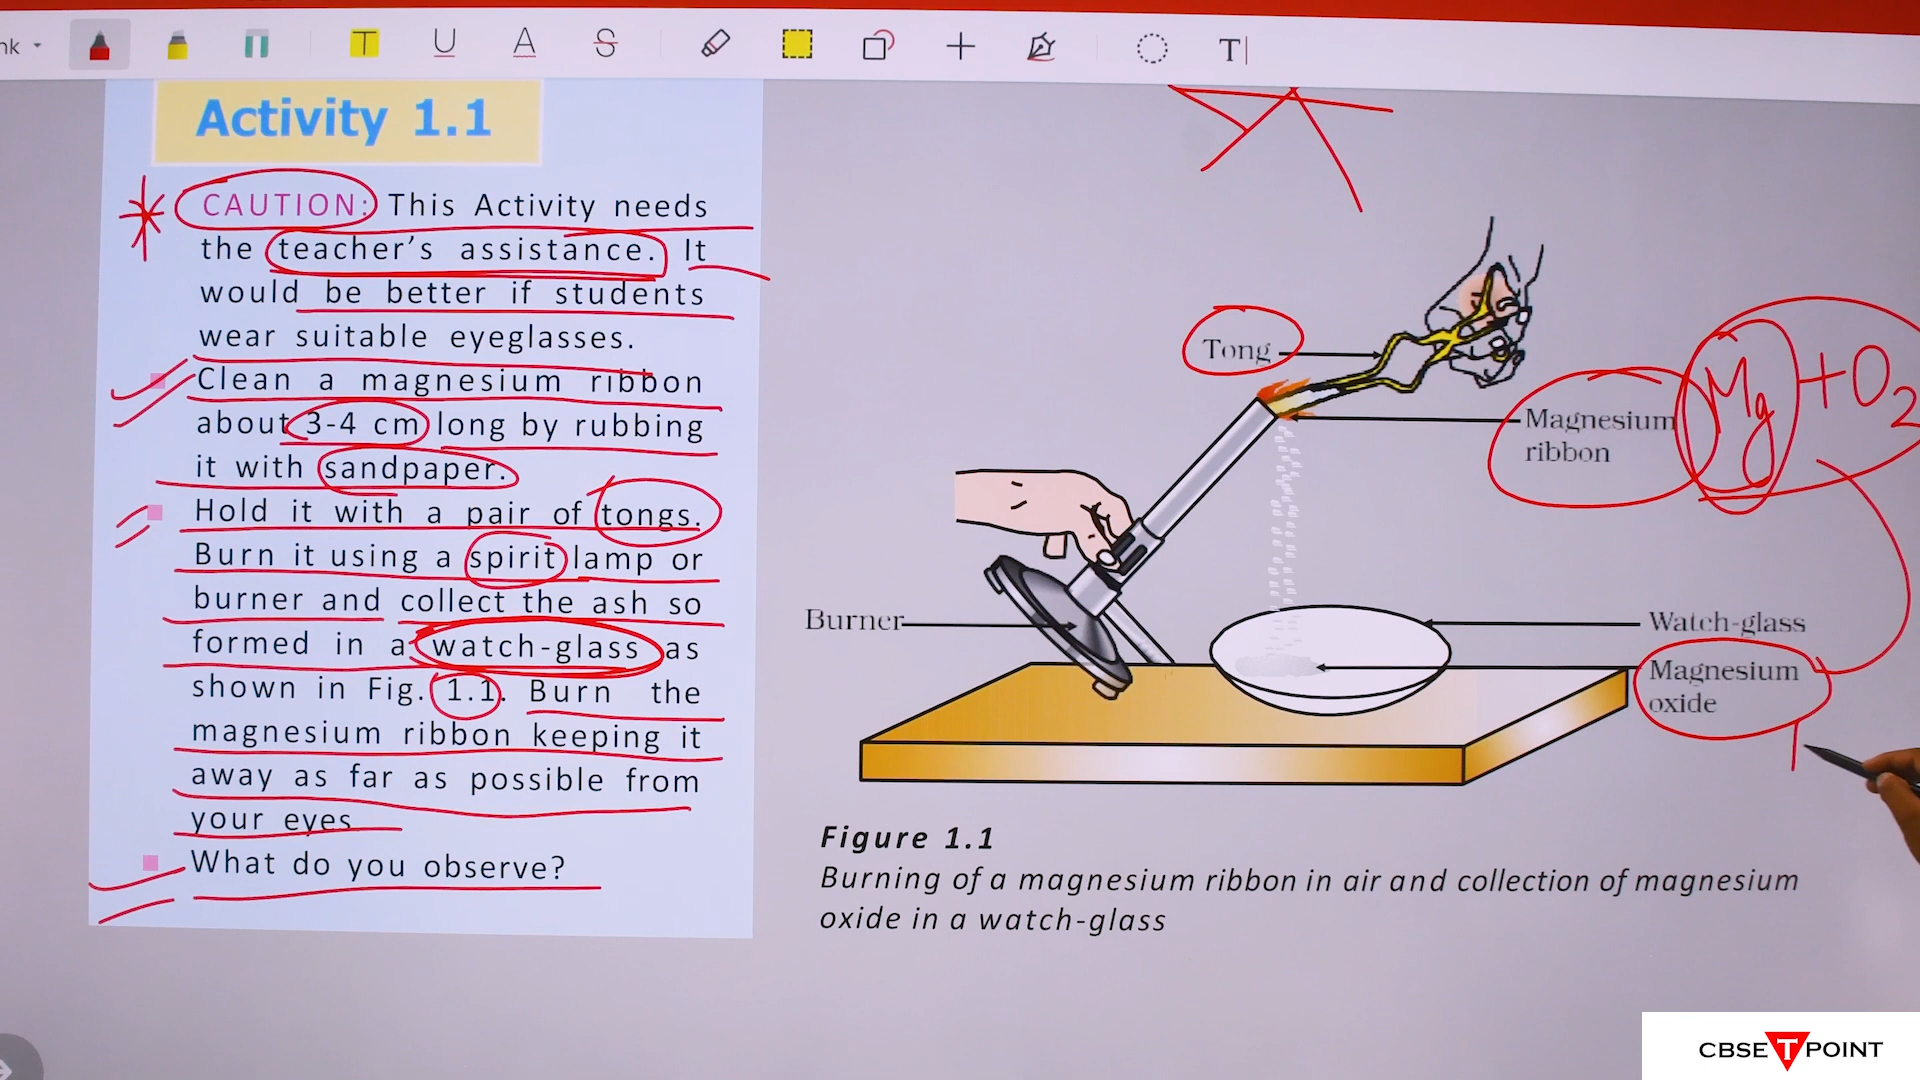 nk
T U A S T
Activity 1.1
CAUTION: This Activity needs
the teacher's assistance. It
would be better if students
wear suitable eyeglasses.
Clean a magnesium ribbon
about 3-4 cm long by rubbing
it with sandpaper.
Hold it with a pair of tongs.
Burn it using a spirit lamp or
burner and collect the ash so
formed in a watch-glass as
shown in Fig. 1.1. Burn the
magnesium ribbon keeping it
away as far as possible from
your eyes
What do you observe?
Tong
Magnesium
ribbon
Mg + O2
Burner
Watch-glass
Magnesium
oxide
Figure 1.1
Burning of a magnesium ribbon in air and collection of magnesium
oxide in a watch-glass
CBSE T POINT